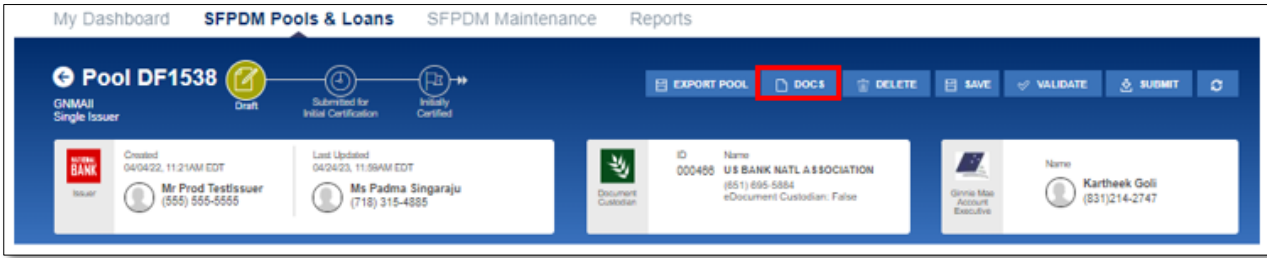 My Dashboard SFPDM Pools & Loans SFPDM Maintenance Reports
Pool DF1538
GNMAII
Single Issuer
Draft
Submitted for
Initial Certification
Initially
Certified
EXPORT POOL DOCS DELETE SAVE VALIDATE SUBMIT
NATIONAL
BANK
Issuer
Created
04/04/22, 11:21AM EDT
Mr Prod TestIssuer
(555) 555-5555
Last Updated
04/24/23, 11:59AM EDT
Ms Padma Singaraju
(718) 315-4885
Document
Custodian
ID Name
000466 US BANK NATL ASSOCIATION
(651) 695-5884
eDocument Custodian: False
Ginnie Mae
Account
Executive
Name
Kartheek Goli
(831)214-2747